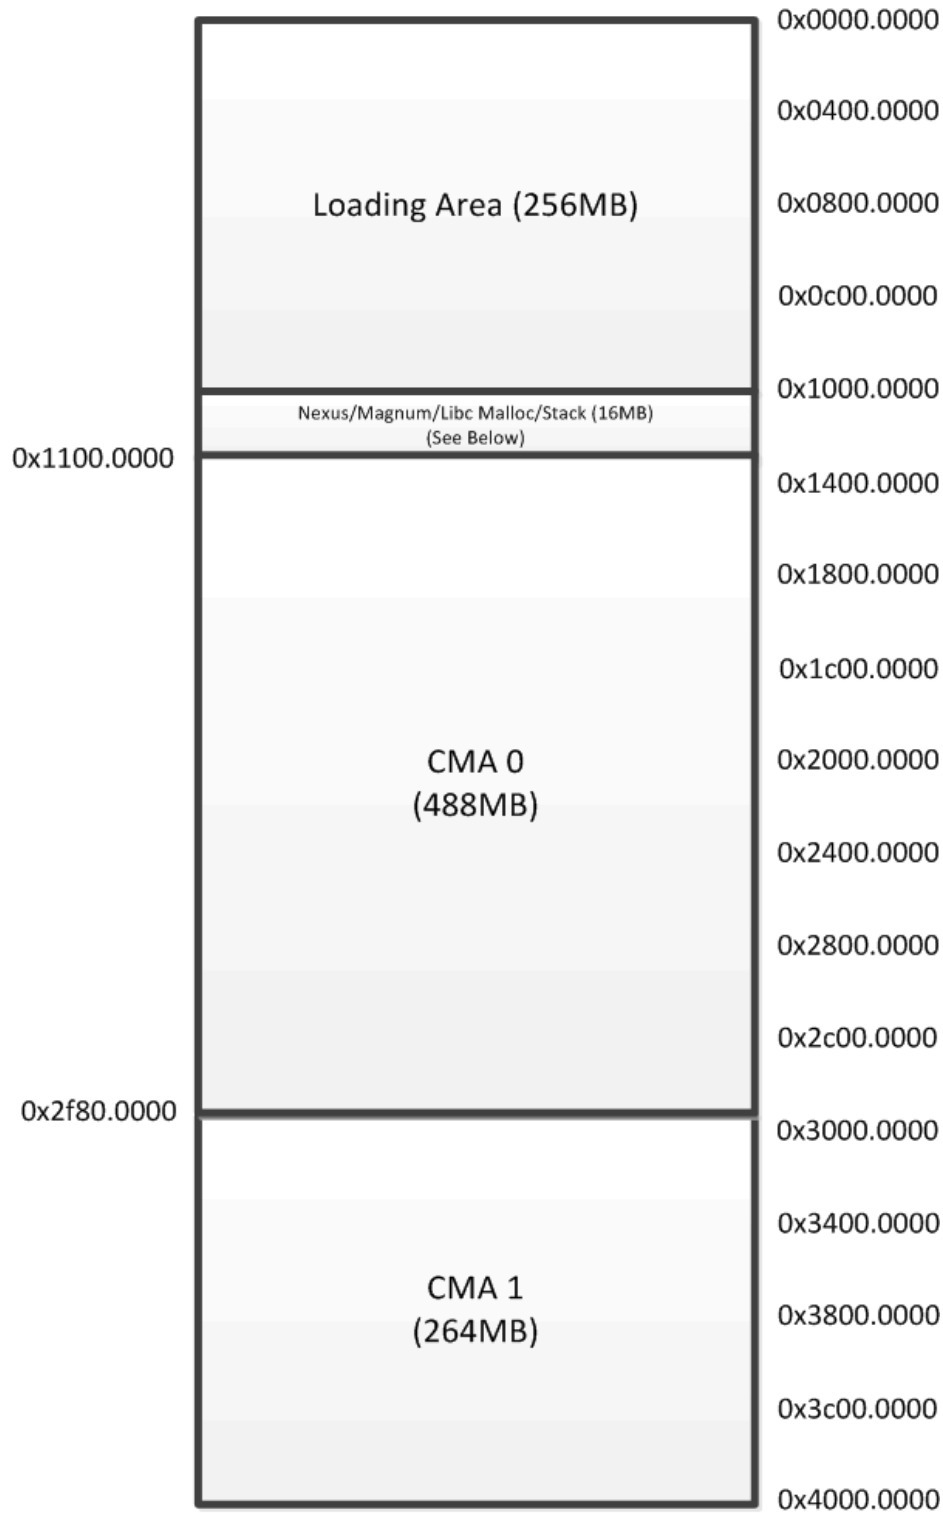 0x0000.0000
0x0400.0000
Loading Area (256MB)
0x0800.0000
0x0c00.0000
0x1000.0000
Nexus/Magnum/Libc Malloc/Stack (16MB)
(See Below)
0x1100.0000
0x1400.0000
0x1800.0000
0x1c00.0000
CMA 0
0x2000.0000
(488MB)
0x2400.0000
0x2800.0000
0x2c00.0000
0x2f80.0000
0x3000.0000
0x3400.0000
CMA 1
0x3800.0000
(264MB)
0x3c00.0000
0x4000.0000